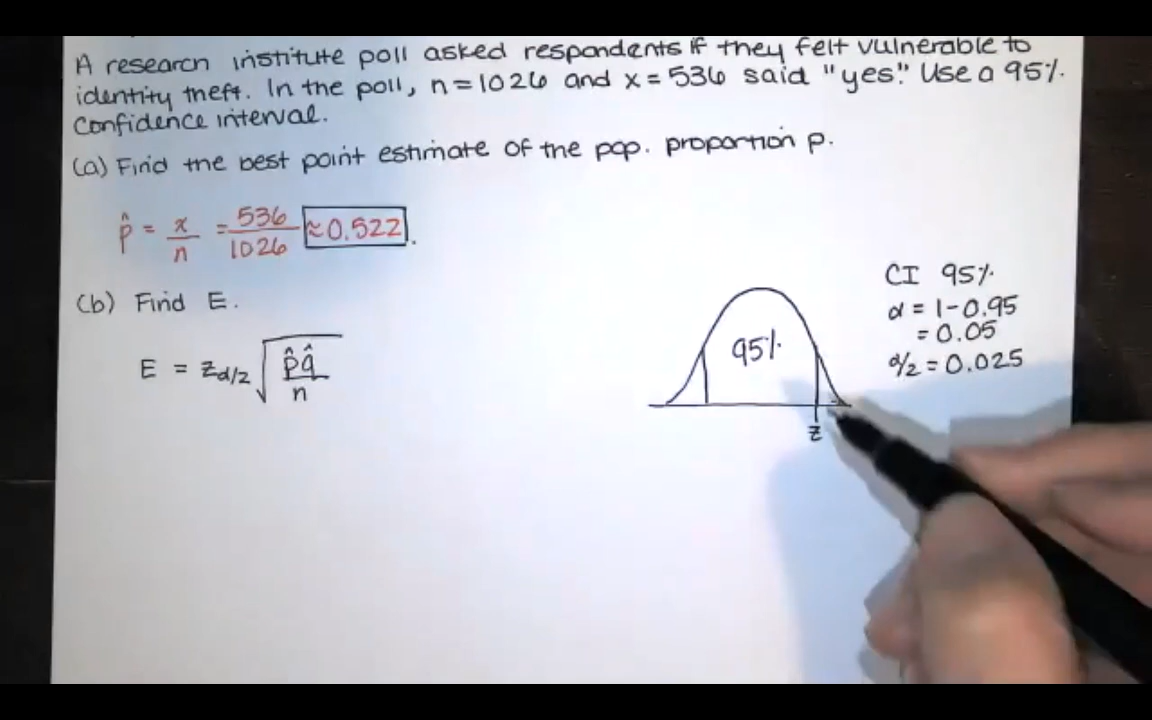 A research institute poll asked respondents if they felt vulnerable to
identity theft. In the poll, n = 1026 and x = 536 said "yes." Use a 95%
Confidence interval.
(a) Find the best point estimate of the pop. proportion p.
p̂ = x/n = 536/1026 ≈ 0.522.
(b) Find E.
E = z_α/2 √(p̂q̂/n)
95%
z
CI 95%
α = 1 - 0.95
= 0.05
α/2 = 0.025